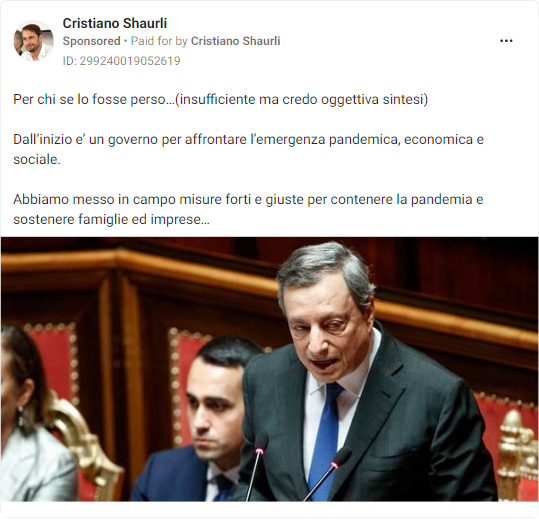 Cristiano Shaurli
Sponsored • Paid for by Cristiano Shaurli
ID: 299240019052619
Per chi se lo fosse perso…(insufficiente ma credo oggettiva sintesi)
Dall’inizio e’ un governo per affrontare l’emergenza pandemica, economica e
sociale.
Abbiamo messo in campo misure forti e giuste per contenere la pandemia e
sostenere famiglie ed imprese…